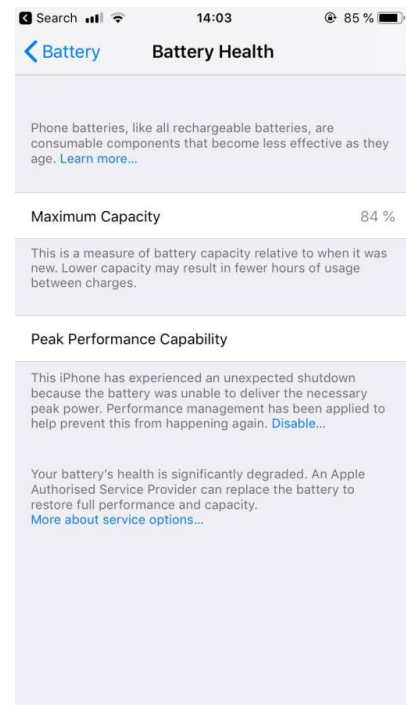 Search 14:03 85 %
Battery Battery Health
Phone batteries, like all rechargeable batteries, are
consumable components that become less effective as they
age. Learn more...
Maximum Capacity 84 %
This is a measure of battery capacity relative to when it was
new. Lower capacity may result in fewer hours of usage
between charges.
Peak Performance Capability
This iPhone has experienced an unexpected shutdown
because the battery was unable to deliver the necessary
peak power. Performance management has been applied to
help prevent this from happening again. Disable...
Your battery's health is significantly degraded. An Apple
Authorised Service Provider can replace the battery to
restore full performance and capacity.
More about service options...